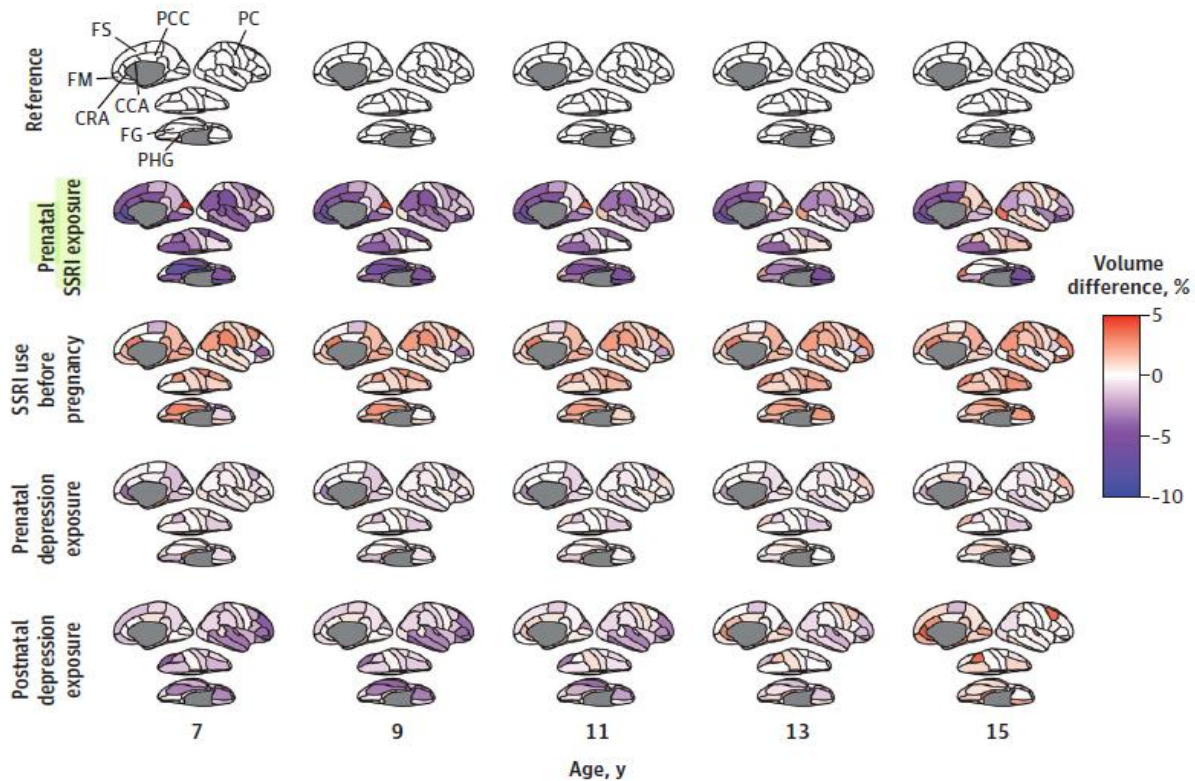 FS
PCC
PC
FM
CRA
CCA
FG
PHG
Reference
Prenatal
SSRI exposure
SSRI use
before
pregnancy
Prenatal
depression
exposure
Postnatal
depression
exposure
Volume
difference, %
5
0
-5
-10
7 9 11 13 15
Age, y